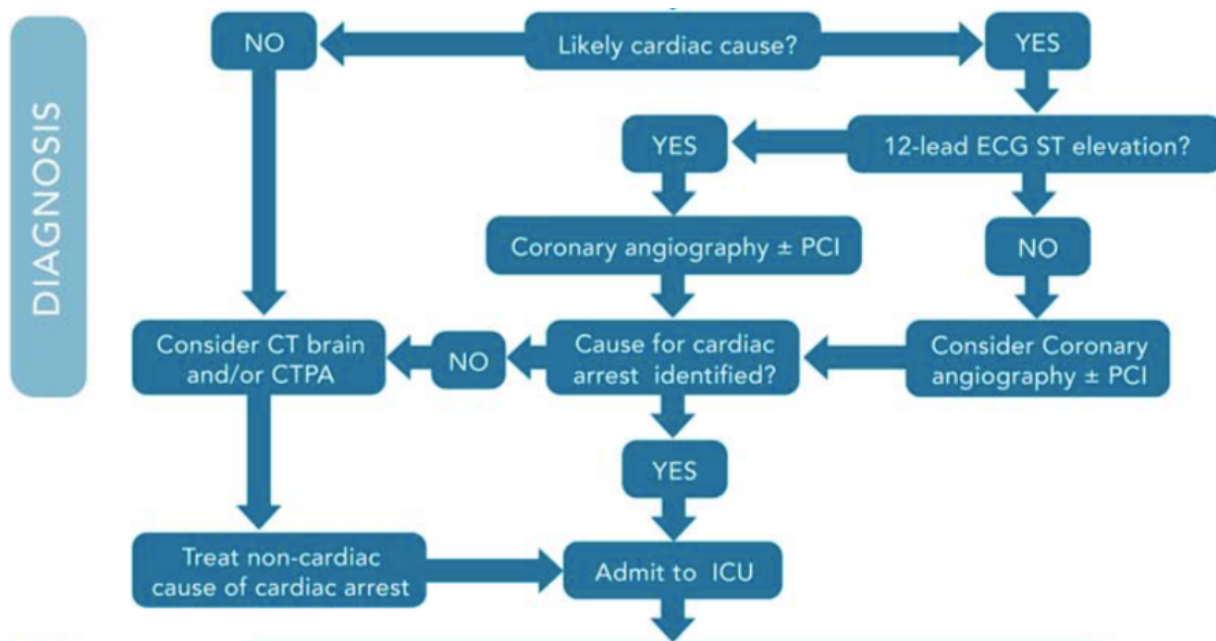 DIAGNOSIS
NO
Likely cardiac cause?
YES
YES
12-lead ECG ST elevation?
Coronary angiography ± PCI
NO
Consider CT brain
and/or CTPA
NO
Cause for cardiac
arrest identified?
Consider Coronary
angiography ± PCI
YES
Treat non-cardiac
cause of cardiac arrest
Admit to ICU